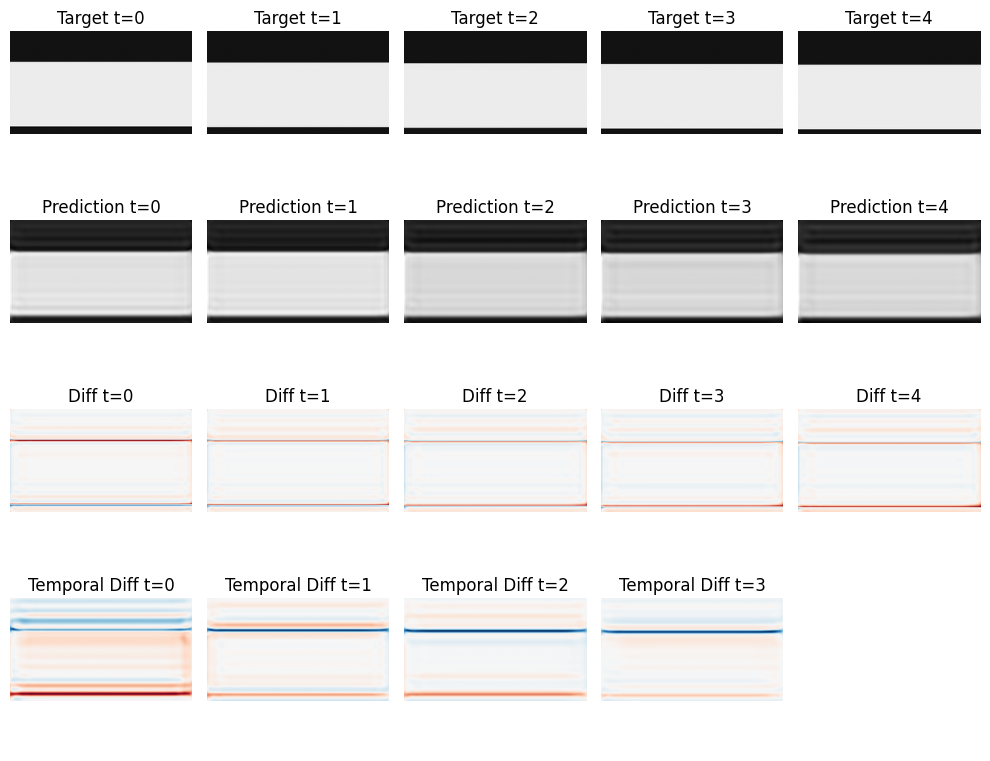 Target t=0
Target t=1
Target t=2
Target t=3
Target t=4
Prediction t=0
Prediction t=1
Prediction t=2
Prediction t=3
Prediction t=4
Diff t=0
Diff t=1
Diff t=2
Diff t=3
Diff t=4
Temporal Diff t=0
Temporal Diff t=1
Temporal Diff t=2
Temporal Diff t=3